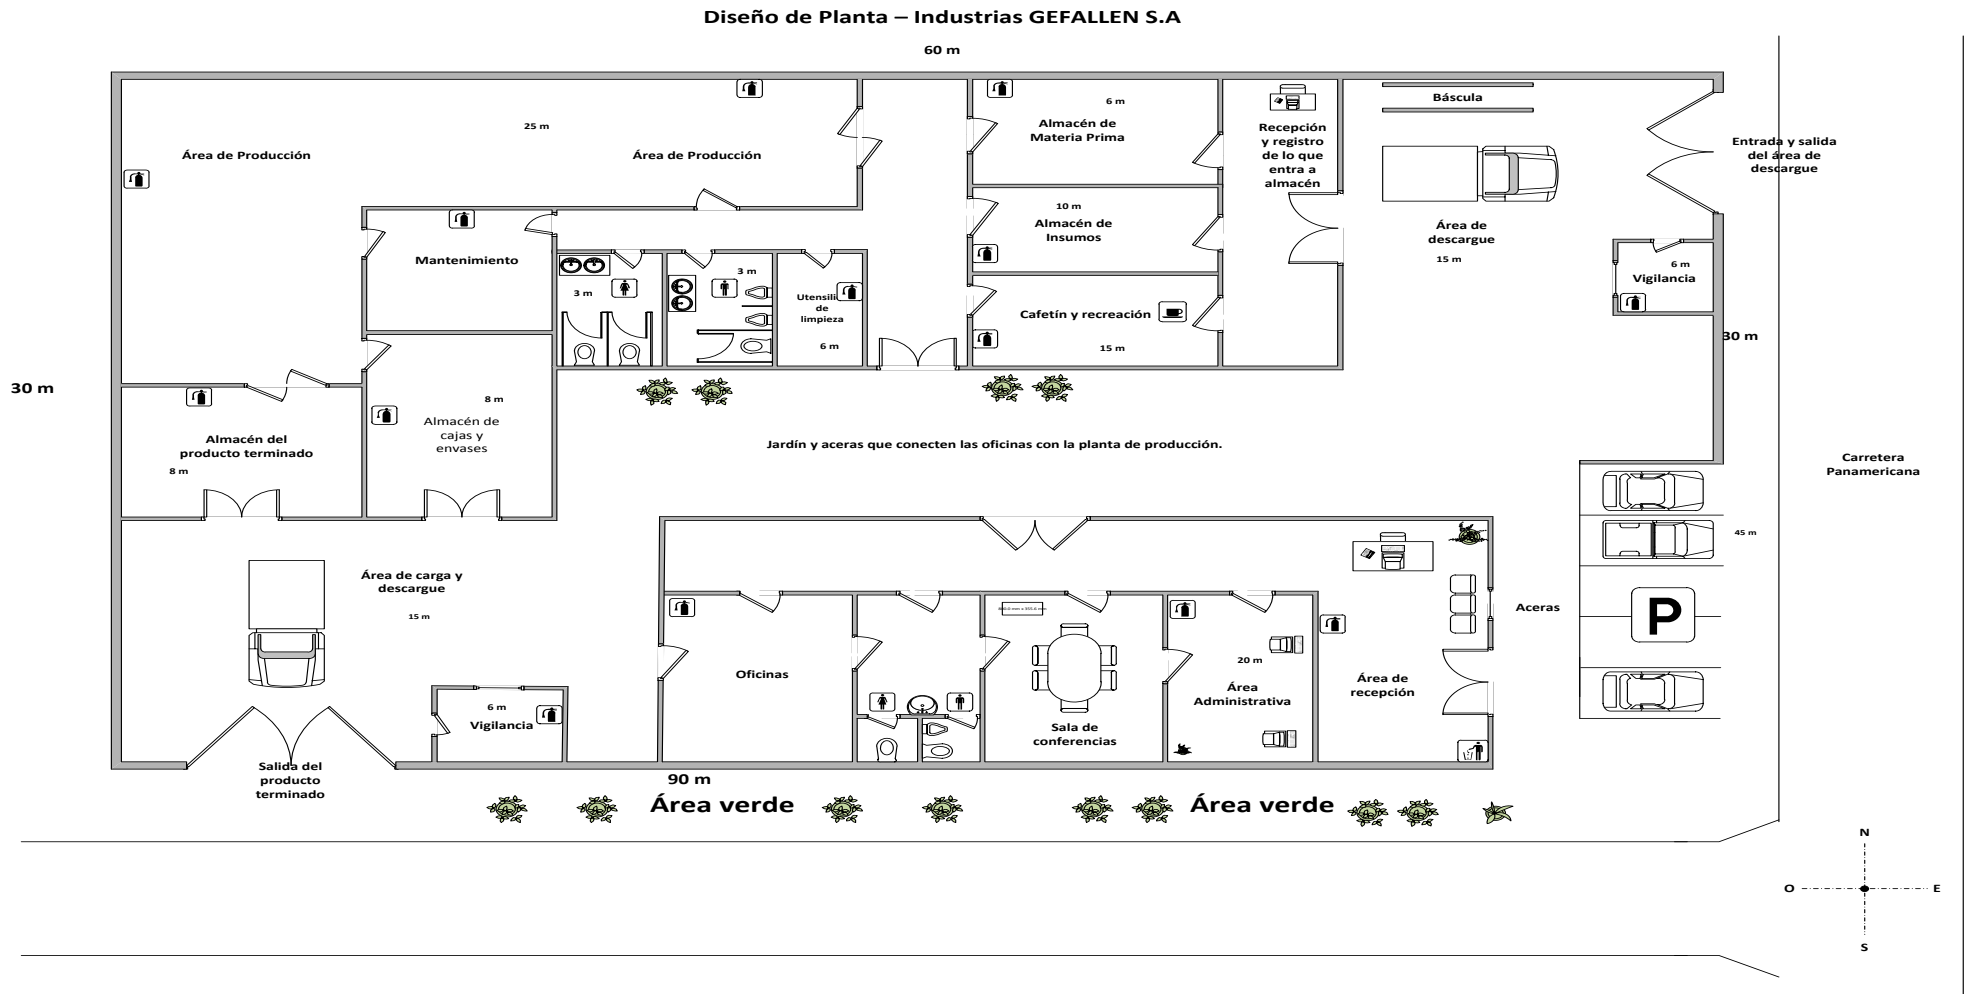 Diseño de Planta – Industrias GEFALLEN S.A
60 m
Báscula
6 m
Almacén de
Materia Prima
25 m
Recepción
y registro
de lo que
entra a
almacén
Entrada y salida
del área de
descargue
Área de Producción
Área de Producción
10 m
Almacén de
Insumos
Área de
descargue
15 m
Mantenimiento
6 m
Vigilancia
3 m
3 m
Utensili
de
limpieza
6 m
Cafetín y recreación
15 m
30 m
30 m
8 m
Almacén de
cajas y
envases
Almacén del
producto terminado
8 m
Jardín y aceras que conecten las oficinas con la planta de producción.
Carretera
Panamericana
45 m
Área de carga y
descargue
15 m
Aceras
P
Oficinas
20 m
Área
Administrativa
Área de
recepción
6 m
Vigilancia
Sala de
conferencias
Salida del
producto
terminado
90 m
Área verde
Área verde
N
O
E
S